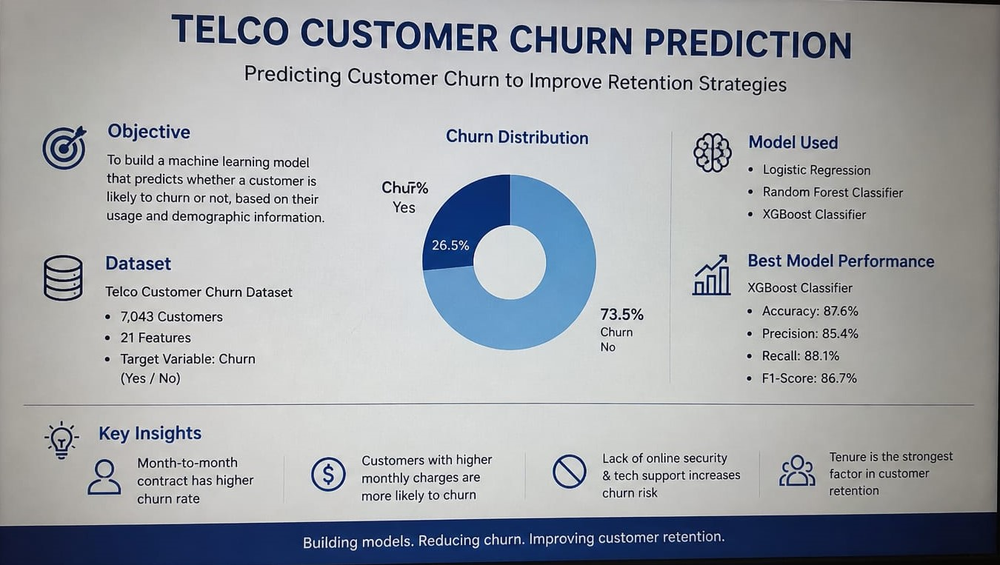 TELCO CUSTOMER CHURN PREDICTION
Predicting Customer Churn to Improve Retention Strategies
Objective
To build a machine learning model
that predicts whether a customer is
likely to churn or not, based on their
usage and demographic information.
Dataset
Telco Customer Churn Dataset
• 7,043 Customers
• 21 Features
• Target Variable: Churn
(Yes / No)
Churn Distribution
Yes
26.5%
73.5%
Churn
No
Model Used
• Logistic Regression
• Random Forest Classifier
• XGBoost Classifier
Best Model Performance
XGBoost Classifier
• Accuracy: 87.6%
• Precision: 85.4%
• Recall: 88.1%
• F1-Score: 86.7%
Key Insights
Month-to-month
contract has higher
churn rate
Customers with higher
monthly charges are
more likely to churn
Lack of online security
& tech support increases
churn risk
Tenure is the strongest
factor in customer
retention
Building models. Reducing churn. Improving customer retention.